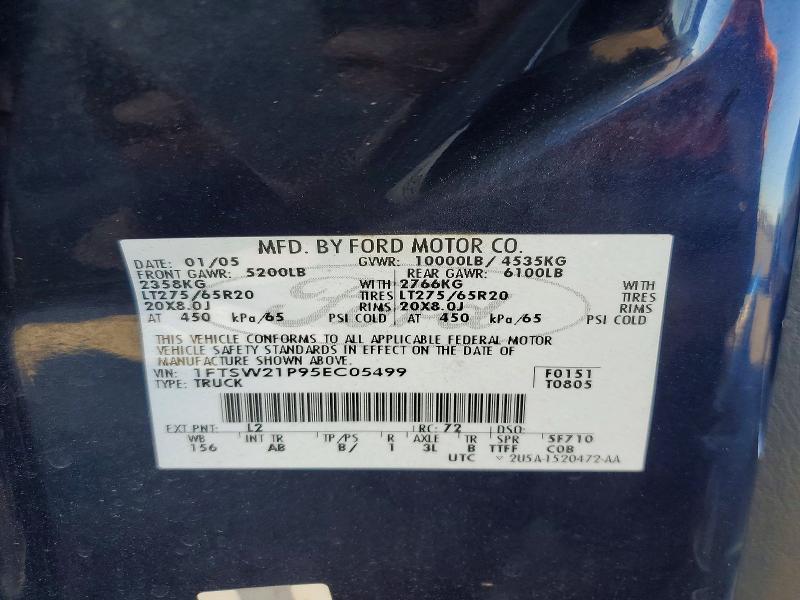 MFD. BY FORD MOTOR CO.
DATE: 01/05 GVWR: 10000LB/ 4535KG
FRONT GAWR: 5200LB REAR GAWR: 6100LB
2358KG WITH 2766KG WITH
LT275/65R20 TIRES LT275/65R20 TIRES
20X8.0J RIMS 20X8.0J RIMS
AT 450 kPa/65 PSI COLD AT 450 kPa/65 PSI COLD
Ford
THIS VEHICLE CONFORMS TO ALL APPLICABLE FEDERAL MOTOR
VEHICLE SAFETY STANDARDS IN EFFECT ON THE DATE OF
MANUFACTURE SHOWN ABOVE.
VIN: 1FTSW21P95EC05499 F0151
TYPE: TRUCK T0805
EXT PNT: L2 RC: 72 DSO:
WB INT TR TP/PS R AXLE TR SPR 5F710
156 AB B/ 1 3L B TTFF COB
UTC 2U5A-1520472-AA